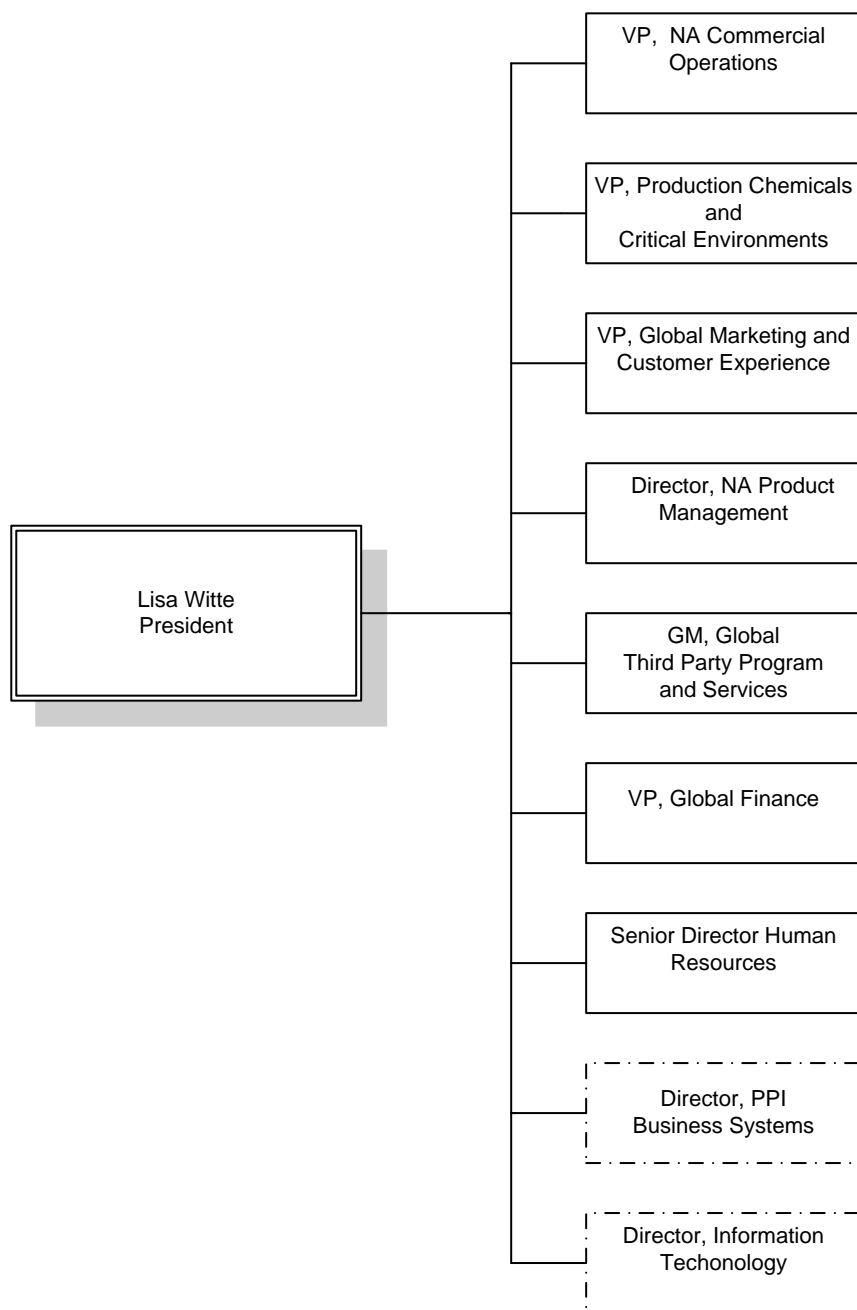 VP,  NA Commercial
Operations
VP, Production Chemicals
and
Critical Environments
VP, Global Marketing and
Customer Experience
Director, NA Product
Management
Lisa Witte
President
GM, Global
Third Party Program
and Services
VP, Global Finance
Senior Director Human
Resources
Director, PPI
Business Systems
Director, Information
Techonology